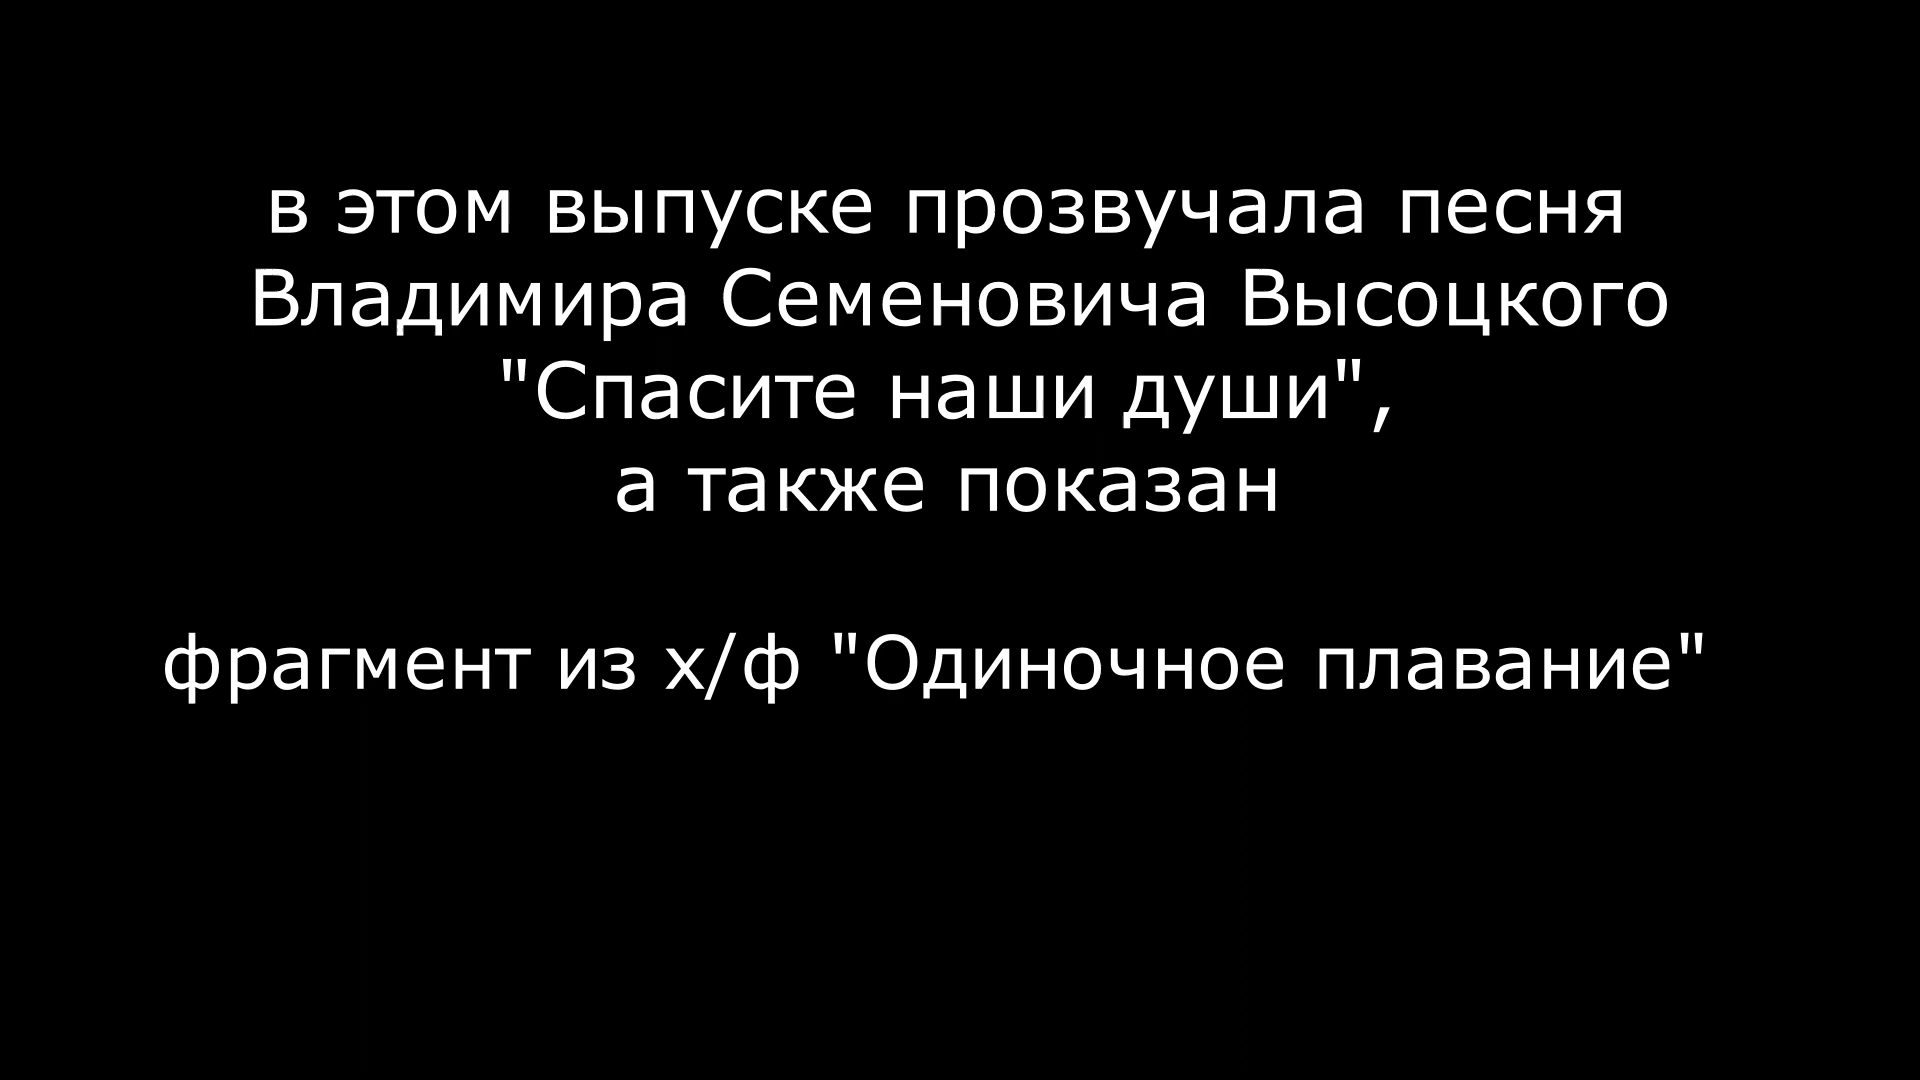 в этом выпуске прозвучала песня
Владимира Семеновича Высоцкого
"Спасите наши души",
а также показан
фрагмент из х/ф "Одиночное плавание"